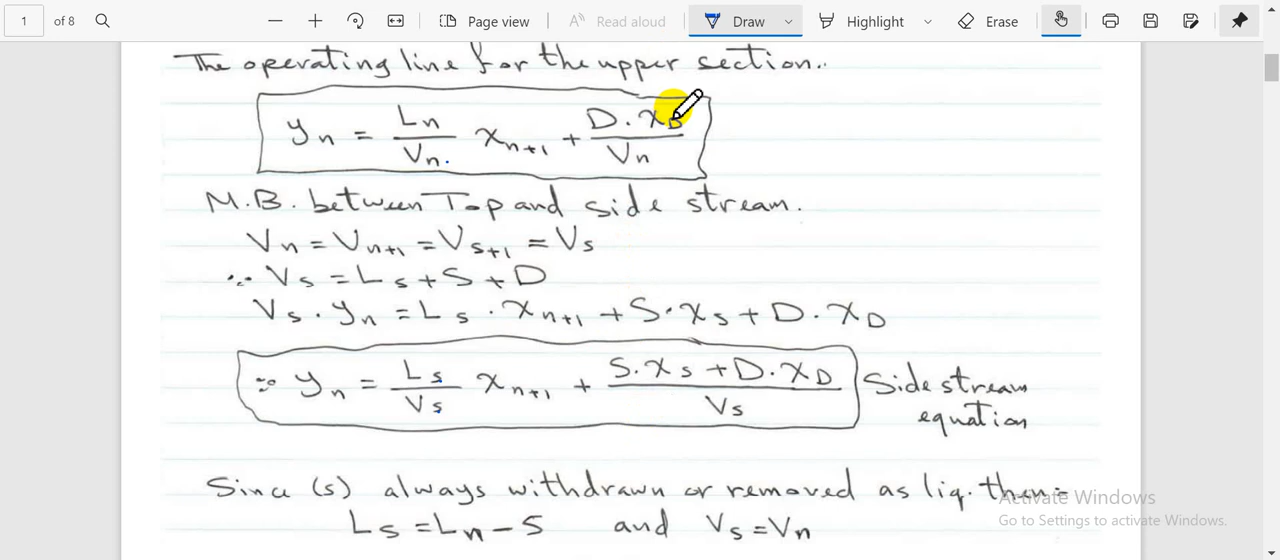 1 of 8 Page view Read aloud Draw Highlight Erase
The operating line for the upper section..
yn = Ln/Vn. xn+1 + D.xD/Vn
M.B. between Top and side stream.
Vn = Vn+1 = Vs+1 = Vs
∴ Vs = Ls + S + D
Vs . yn = Ls . xn+1 + S.xs + D.xD
∴ yn = Ls/Vs xn+1 + S.xs + D.xD/Vs Side stream
equation
Since (s) always withdrawn or removed as liq. then:-
Ls = Ln - S and Vs = Vn
Activate Windows
Go to Settings to activate Windows.